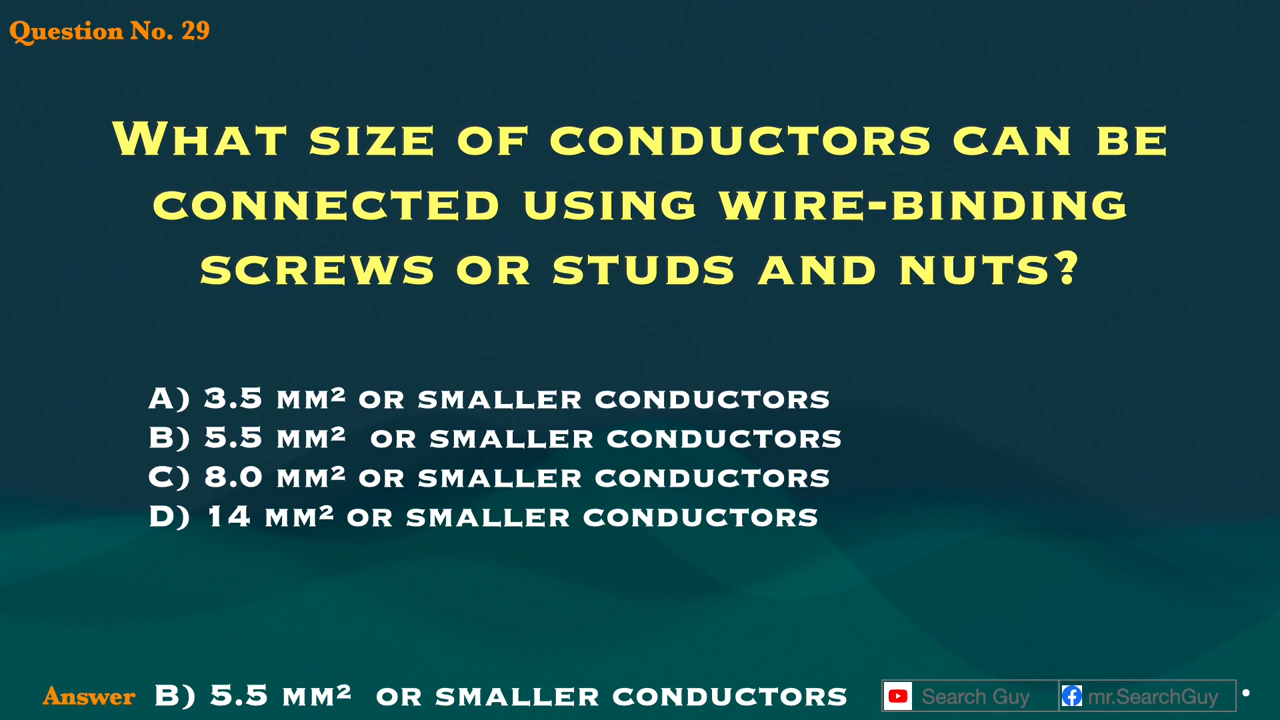 Question No. 29
What size of conductors can be
connected using wire-binding
screws or studs and nuts?
A) 3.5 mm² or smaller conductors
B) 5.5 mm² or smaller conductors
C) 8.0 mm² or smaller conductors
D) 14 mm² or smaller conductors
Answer B) 5.5 mm² or smaller conductors
Search Guy mr.SearchGuy